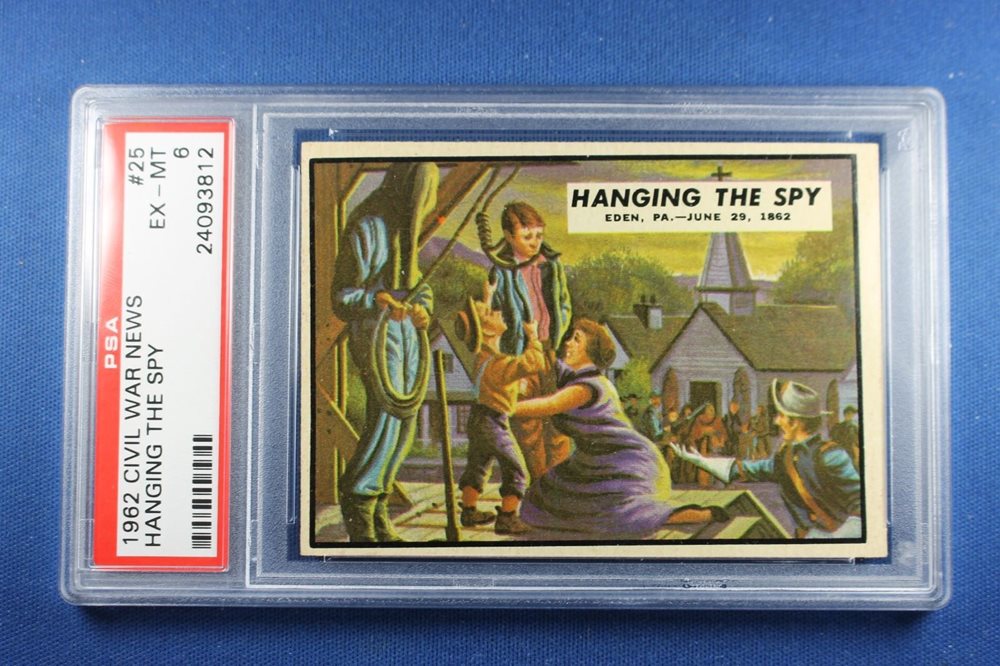 PSA
1962 CIVIL WAR NEWS
HANGING THE SPY
#25
EX - MT
6
24093812
HANGING THE SPY
EDEN, PA.—JUNE 29, 1862